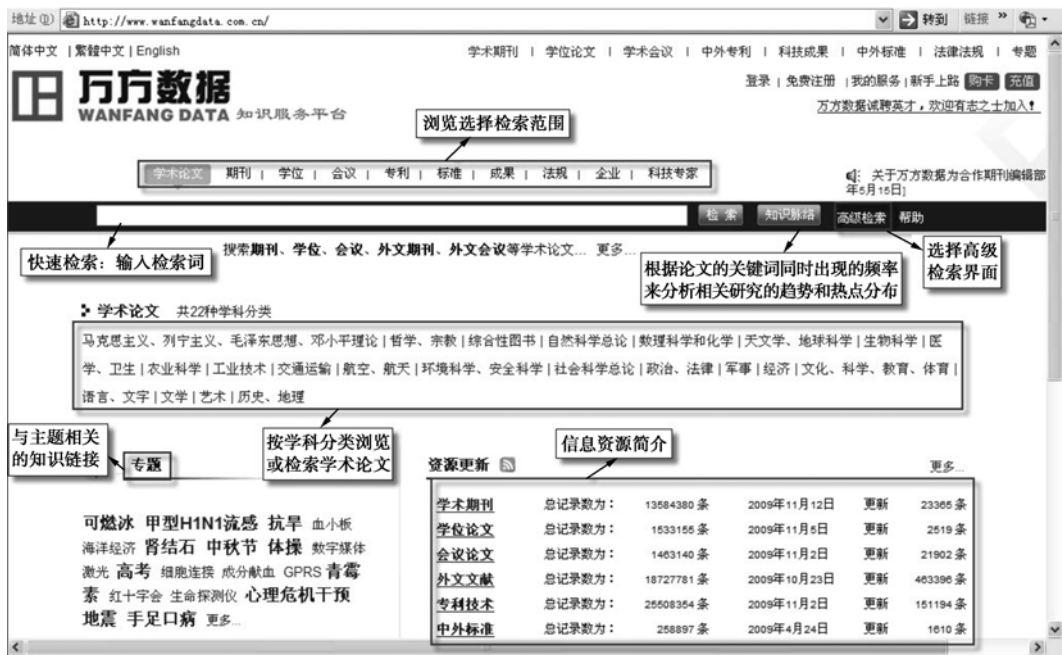 地址(D) http://www.wanfangdata.com.cn/ 转到 链接 »
简体中文 | 繁體中文 | English 学术期刊 | 学位论文 | 学术会议 | 中外专利 | 科技成果 | 中外标准 | 法律法规 | 专题
登录 | 免费注册 | 我的服务 | 新手上路 购卡 充值
万方数据
WANFANG DATA 知识服务平台
万方数据诚聘英才，欢迎有志之士加入！
浏览选择检索范围
学术论文 期刊 | 学位 | 会议 | 专利 | 标准 | 成果 | 法规 | 企业 | 科技专家
关于万方数据为合作期刊编辑部
年5月15日]
检 索 知识脉络 高级检索 帮助
搜索期刊、学位、会议、外文期刊、外文会议等学术论文... 更多...
快速检索：输入检索词
根据论文的关键词同时出现的频率
来分析相关研究的趋势和热点分布
选择高级
检索界面
学术论文 共22种学科分类
马克思主义、列宁主义、毛泽东思想、邓小平理论 | 哲学、宗教 | 综合性图书 | 自然科学总论 | 数理科学和化学 | 天文学、地球科学 | 生物科学 | 医
学、卫生 | 农业科学 | 工业技术 | 交通运输 | 航空、航天 | 环境科学、安全科学 | 社会科学总论 | 政治、法律 | 军事 | 经济 | 文化、科学、教育、体育 |
语言、文字 | 文学 | 艺术 | 历史、地理
与主题相关
的知识链接
按学科分类浏览
或检索学术论文
信息资源简介
专题
可燃冰 甲型H1N1流感 抗旱 血小板
海洋经济 肾结石 中秋节 体操 数字媒体
激光 高考 细胞连接 成分献血 GPRS 青霉
素 红十字会 生命探测仪 心理危机干预
地震 手足口病 更多...
资源更新 更多...
学术期刊 总记录数为： 13584380 条 2009年11月12日 更新 23365 条
学位论文 总记录数为： 1533155 条 2009年11月5日 更新 2519 条
会议论文 总记录数为： 1463140 条 2009年11月2日 更新 21902 条
外文文献 总记录数为： 18727781 条 2009年10月23日 更新 463396 条
专利技术 总记录数为： 25508354 条 2009年11月2日 更新 151194 条
中外标准 总记录数为： 258897 条 2009年4月24日 更新 1610 条